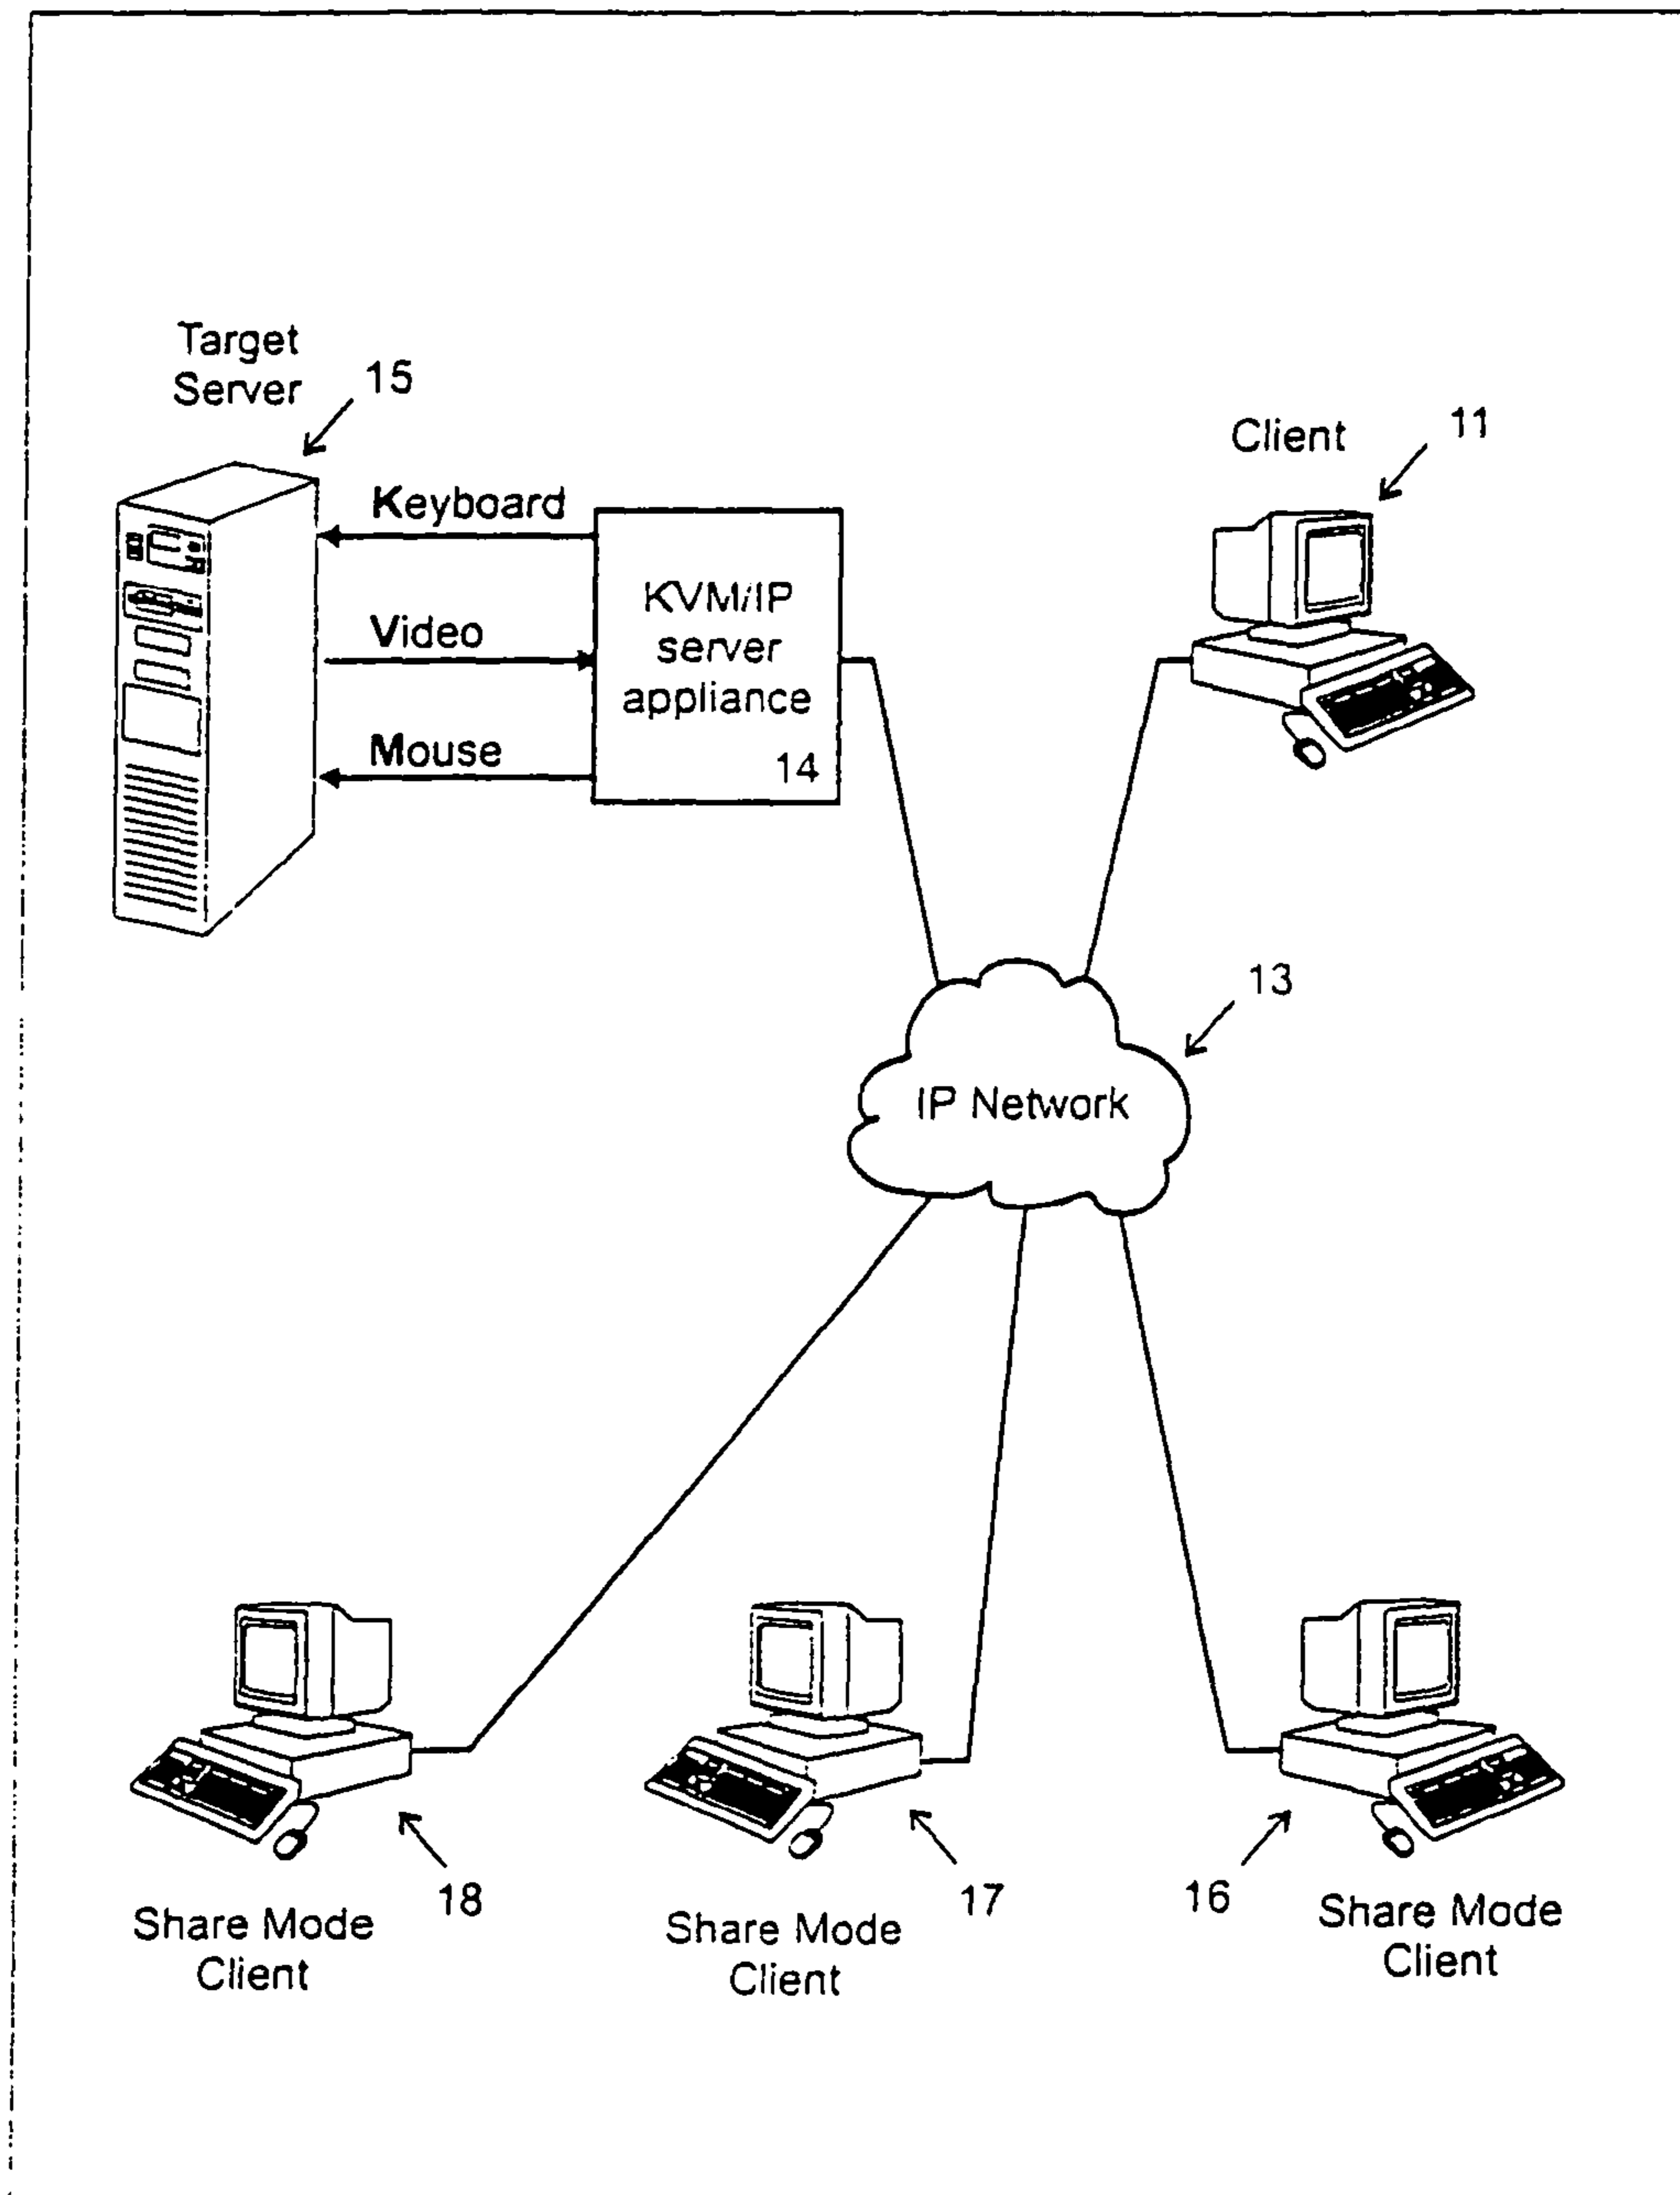 Target
Server
15
Client
11
Keyboard
Video
Mouse
KVM/IP
server
appliance
14
13
IP Network
18
Share Mode
Client
17
Share Mode
Client
16
Share Mode
Client